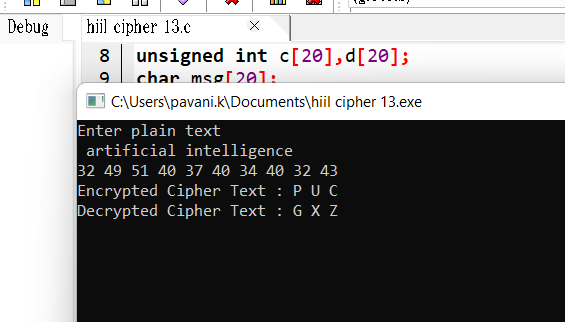 Debug
hiil cipher 13.c
8 unsigned int c[20],d[20];
9 char msg[20];
C:\Users\pavani.k\Documents\hiil cipher 13.exe
Enter plain text
artificial intelligence
32 49 51 40 37 40 34 40 32 43
Encrypted Cipher Text : P U C
Decrypted Cipher Text : G X Z